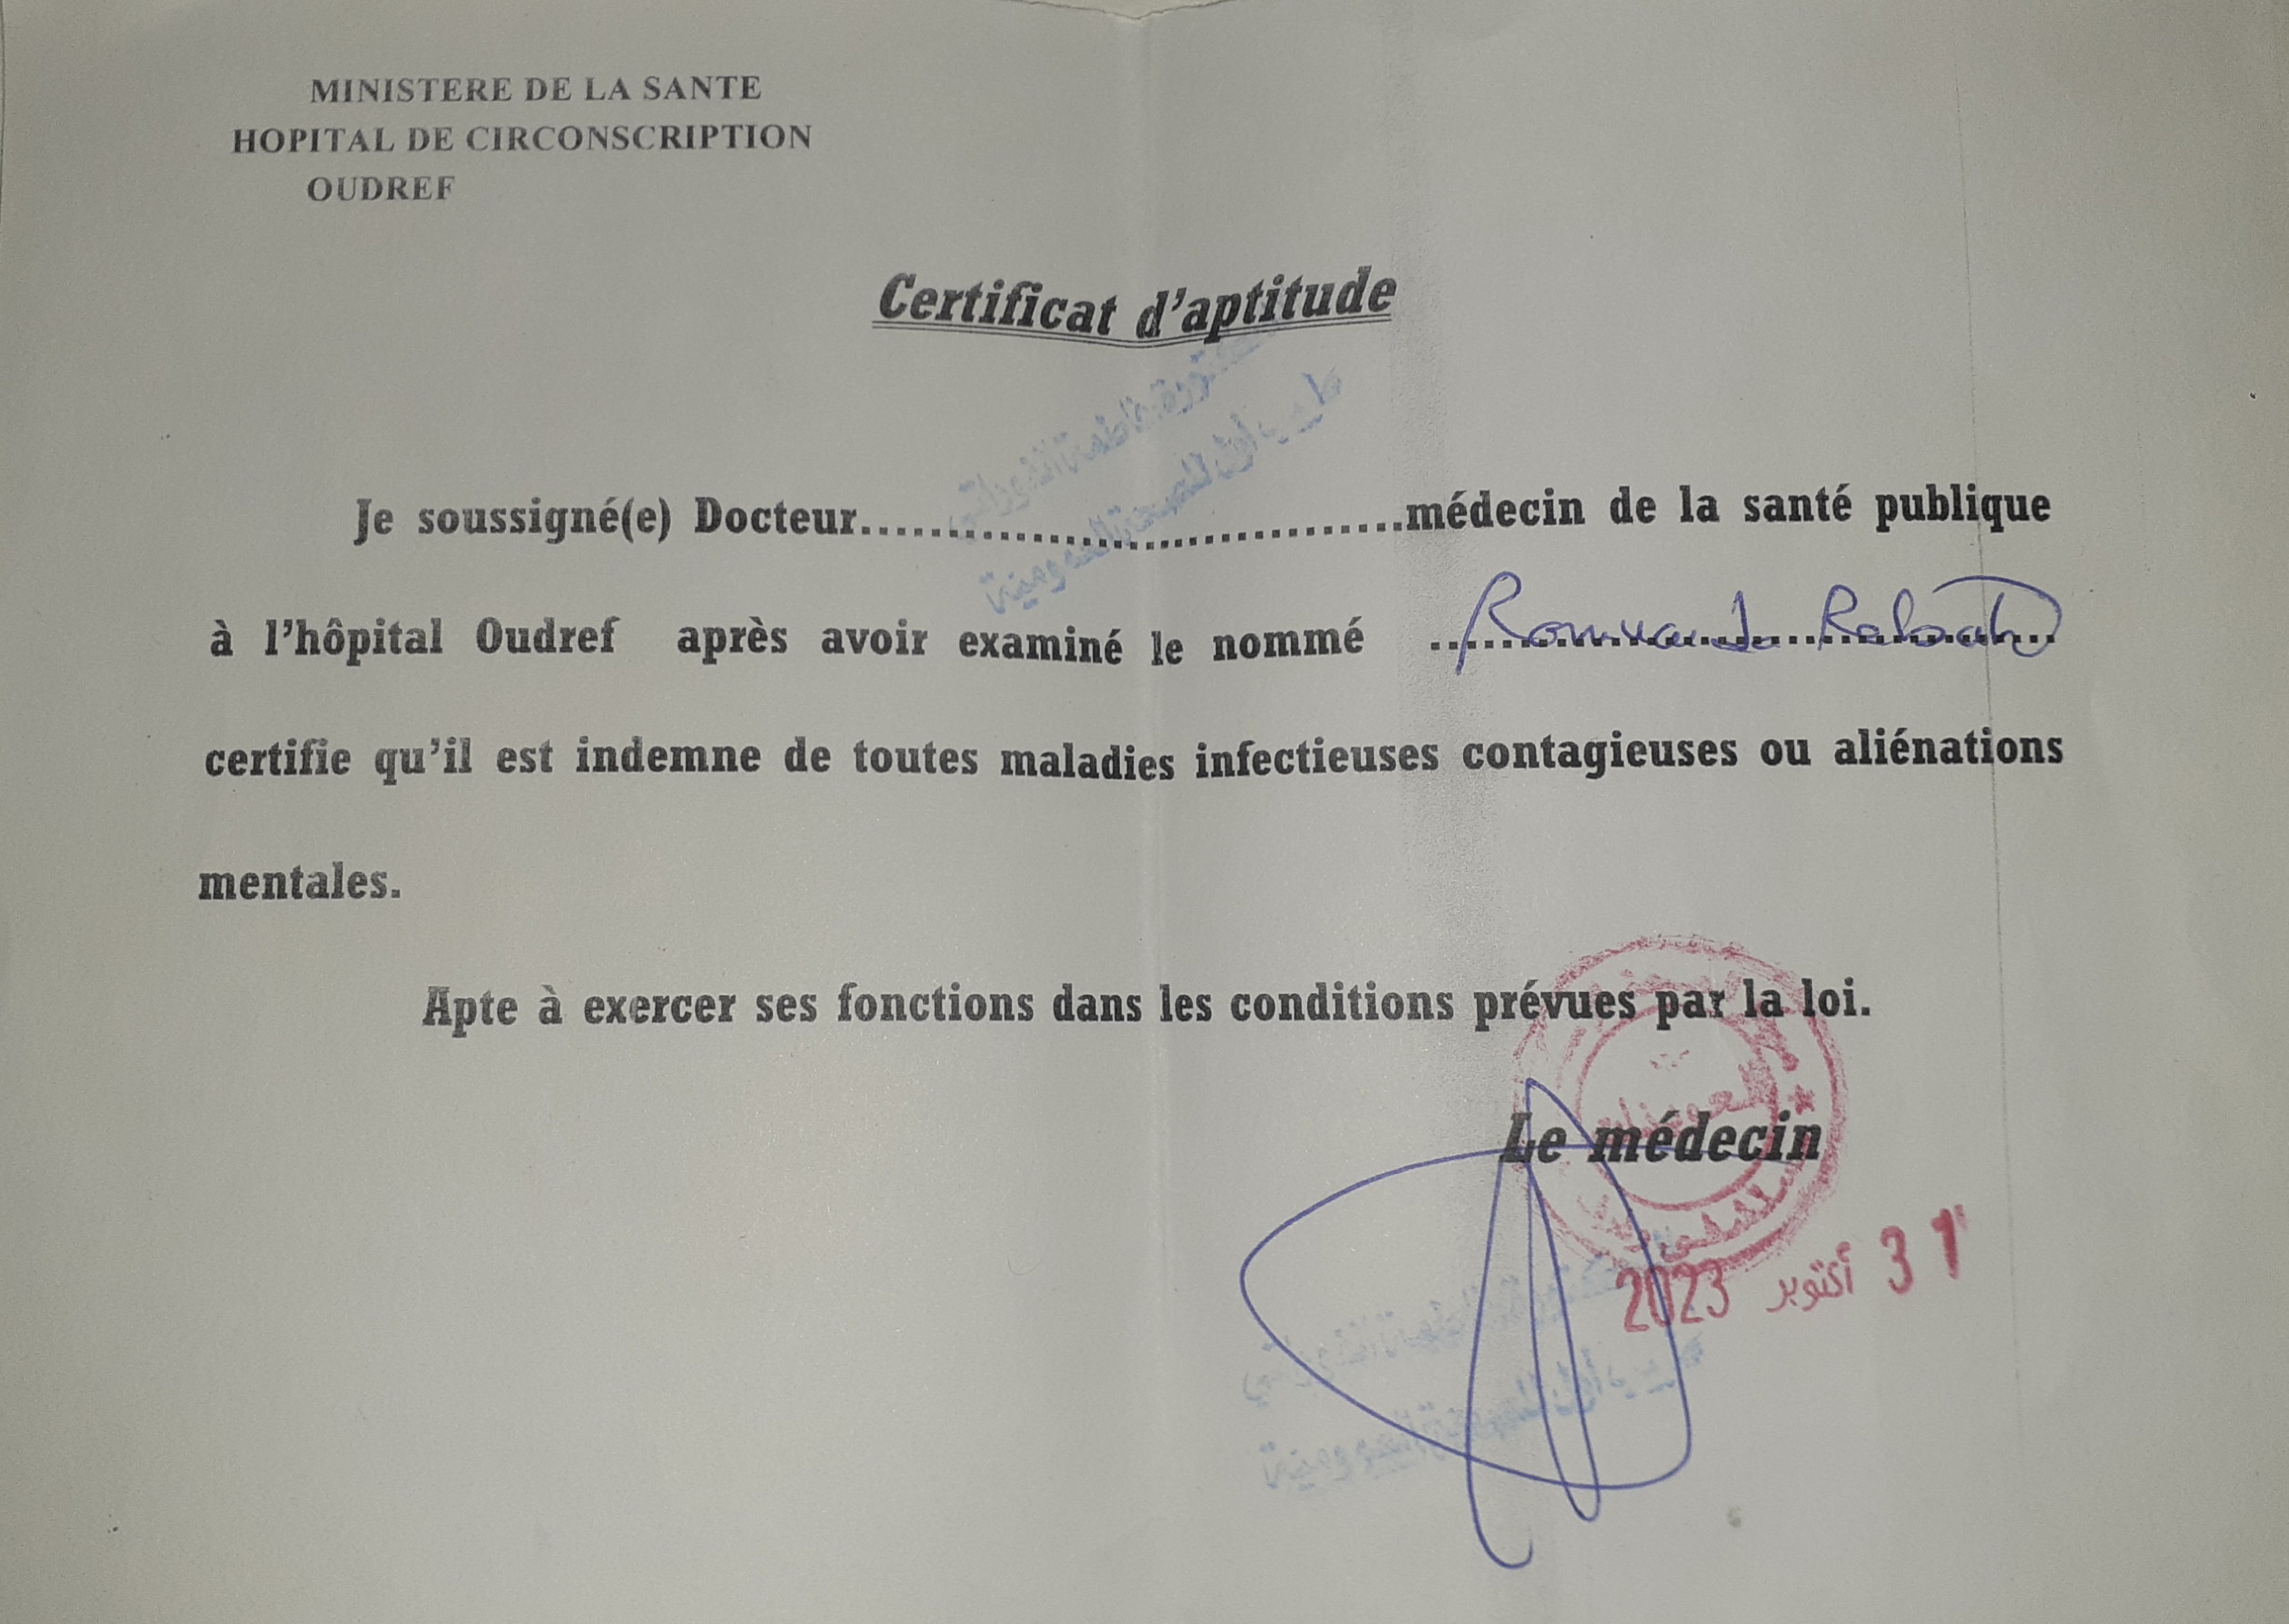 MINISTERE DE LA SANTE
HOPITAL DE CIRCONSCRIPTION
OUDREF
Certificat d'aptitude
Je soussigné(e) Docteur..........médecin de la santé publique
à l'hôpital Oudref après avoir examiné le nommé ..........
certifie qu'il est indemne de toutes maladies infectieuses contagieuses ou aliénations
mentales.
Apte à exercer ses fonctions dans les conditions prévues par la loi.
Le médecin
31 أكتوبر 2023